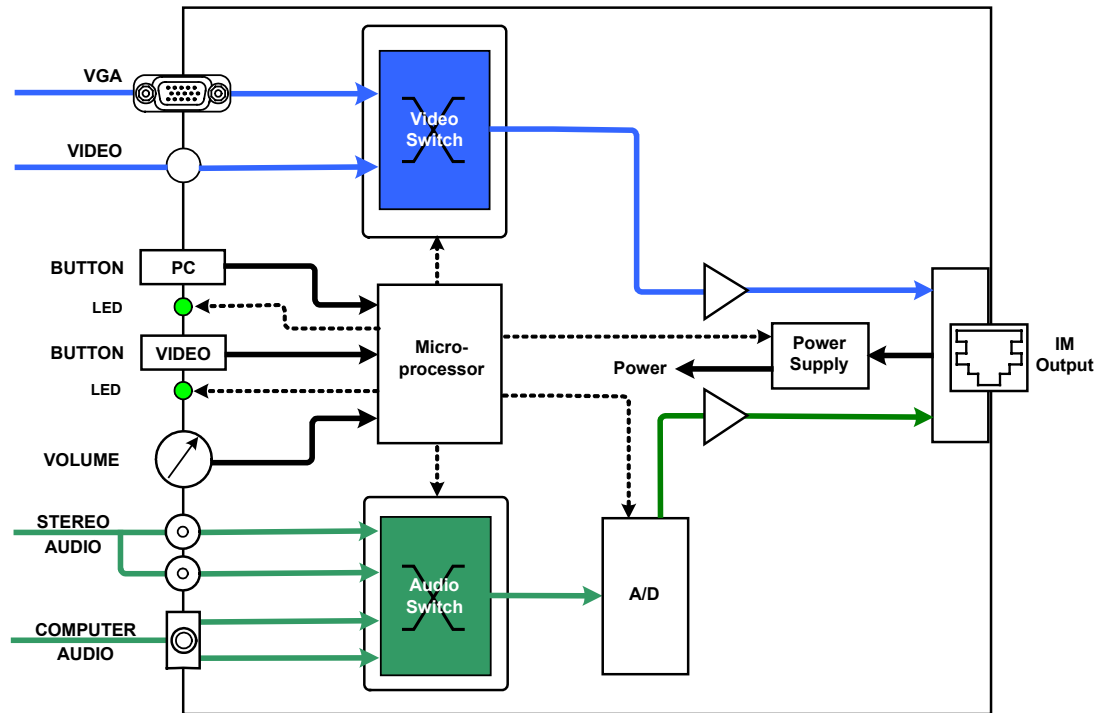 VGA
VIDEO
Video
Switch
BUTTON
PC
LED
BUTTON
VIDEO
LED
VOLUME
Micro-
processor
Power
Supply
Power
IM
Output
STEREO
AUDIO
Audio
Switch
A/D
COMPUTER
AUDIO